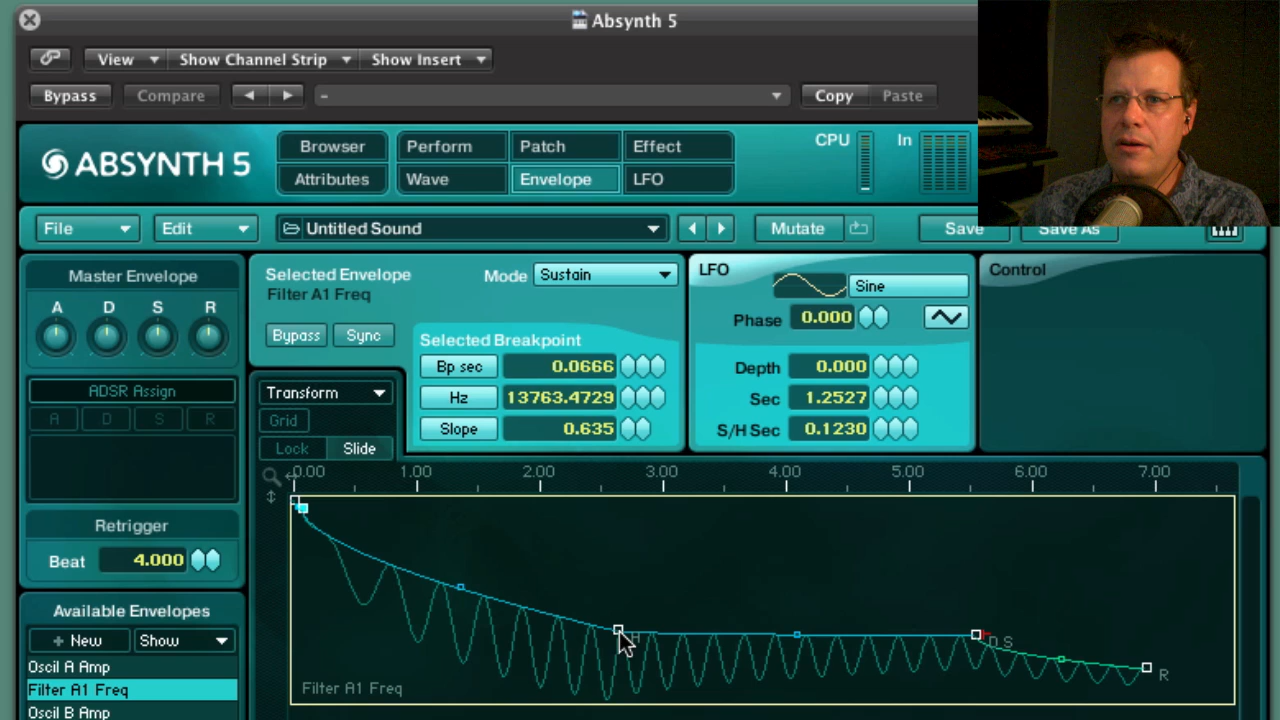 Absynth 5
View
Show Channel Strip
Show Insert
Bypass
Compare
-
Copy
Paste
ABSYNTH 5
Browser
Perform
Patch
Effect
Attributes
Wave
Envelope
LFO
CPU
In
File
Edit
Untitled Sound
Mutate
Save
Save As
Master Envelope
A D S R
ADSR Assign
A D S R
Retrigger
Beat 4.000
Available Envelopes
+ New
Show
Oscil A Amp
Filter A1 Freq
Oscil B Amp
Selected Envelope
Filter A1 Freq
Mode Sustain
Bypass
Sync
Selected Breakpoint
Bp sec 0.0666
Hz 13763.4729
Slope 0.635
Transform
Grid
Lock
Slide
LFO
Sine
Phase 0.000
Depth 0.000
Sec 1.2527
S/H Sec 0.1230
Control
0.00 1.00 2.00 3.00 4.00 5.00 6.00 7.00
H
D S
R
Filter A1 Freq